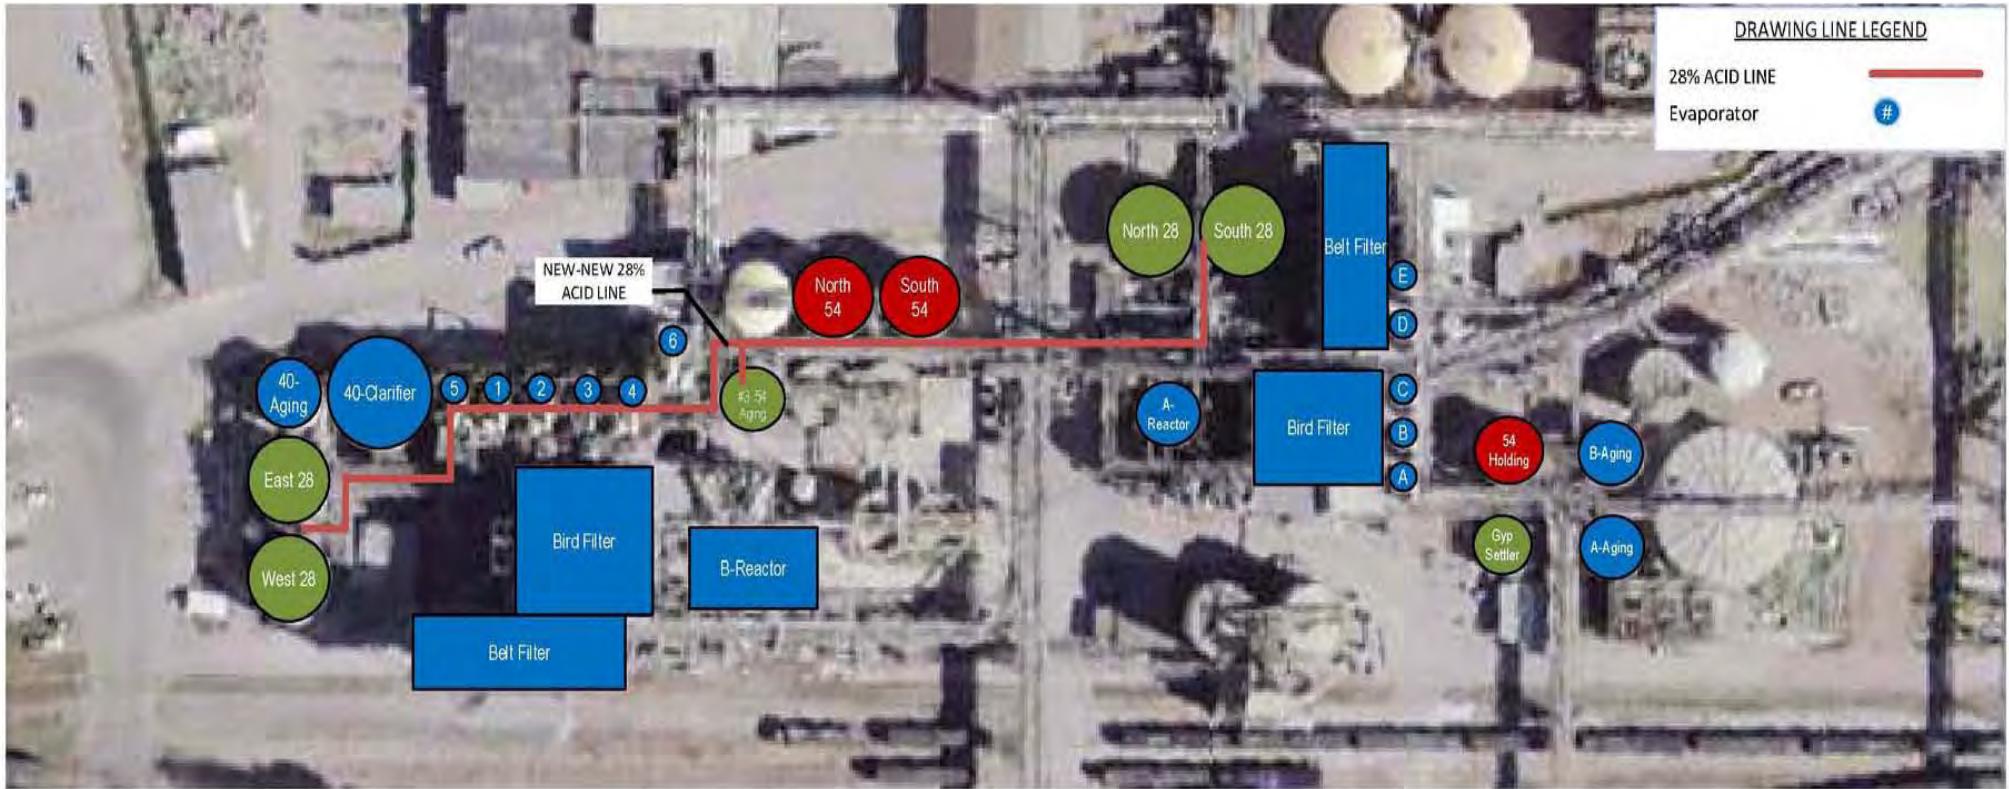 DRAWING LINE LEGEND
28% ACID LINE
Evaporator
#
NEW-NEW 28%
ACID LINE
North
54
South
54
North 28
South 28
Belt Filter
E
D
6
40-
Aging
40-Clarifier
5
1
2
3
4
#3 54
Aging
A-
Reactor
Bird Filter
C
B
A
54
Holding
B-Aging
East 28
West 28
Bird Filter
B-Reactor
Gyp
Settler
A-Aging
Belt Filter